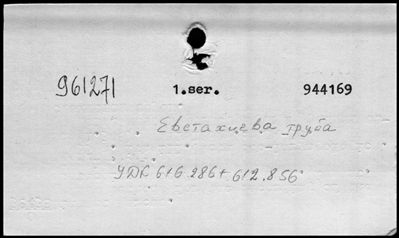 961271 1.ser. 944169
Евстахиева труба
УДК 616.286+612.856